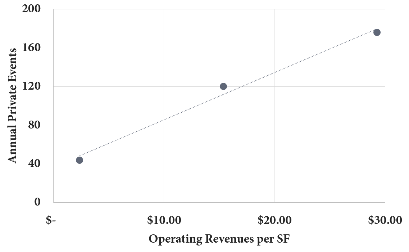 200
160
120
80
40
0
Annual Private Events
$- $10.00 $20.00 $30.00
Operating Revenues per SF